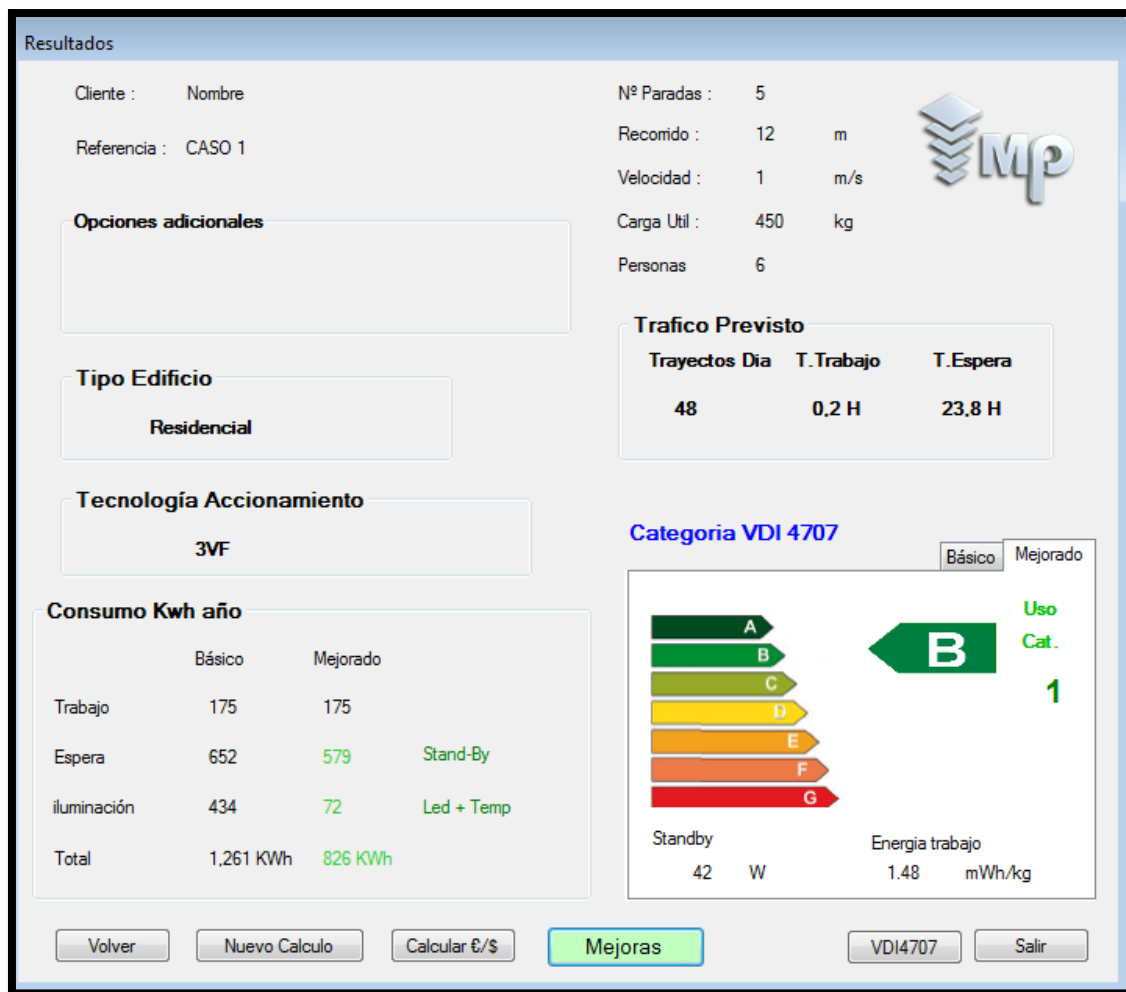 Resultados
Cliente : Nombre
Referencia : CASO 1
Nº Paradas : 5
Recorrido : 12 m
Velocidad : 1 m/s
Carga Util : 450 kg
Personas 6
Mp
Opciones adicionales
Trafico Previsto
Trayectos Dia T.Trabajo T.Espera
48 0,2 H 23,8 H
Tipo Edificio
Residencial
Tecnología Accionamiento
3VF
Categoria VDI 4707
Básico Mejorado
Consumo Kwh año
Básico Mejorado
Trabajo 175 175
Espera 652 579 Stand-By
iluminación 434 72 Led + Temp
Total 1,261 KWh 826 KWh
A
B
C
D
E
F
G
B
Uso
Cat.
1
Standby
42 W
Energia trabajo
1.48 mWh/kg
Volver Nuevo Calculo Calcular €/$ Mejoras VDI4707 Salir